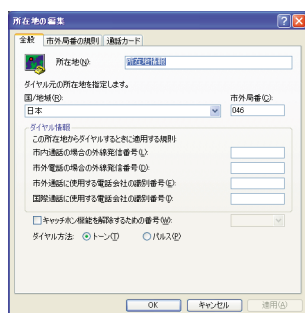 所在地の編集
全般 市外局番の規則 通話カード
所在地(N): 所在地情報
ダイヤル元の所在地を指定します。
国/地域(R): 市外局番(C):
日本 046
ダイヤル情報
この所在地からダイヤルするときに適用する規則:
市内通話の場合の外線発信番号(L):
市外電話の場合の外線発信番号(D):
市外通話に使用する電話会社の識別番号(E):
国際通話に使用する電話会社の識別番号(I):
キャッチホン機能を解除するための番号(W):
ダイヤル方法: トーン(T) パルス(P)
OK キャンセル 適用(A)